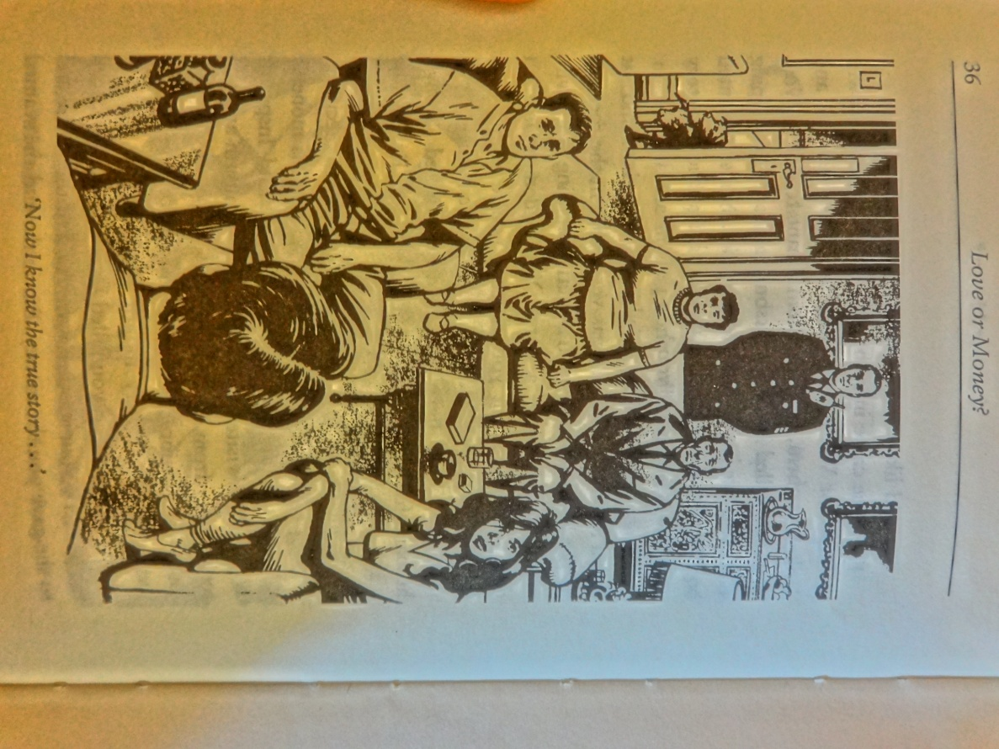 36
Love or Money?
'Now I know the true story . . .'